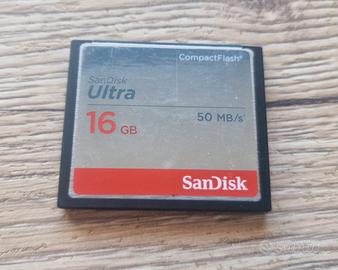 CompactFlash®
SanDisk
Ultra
16 GB
50 MB/s
SanDisk